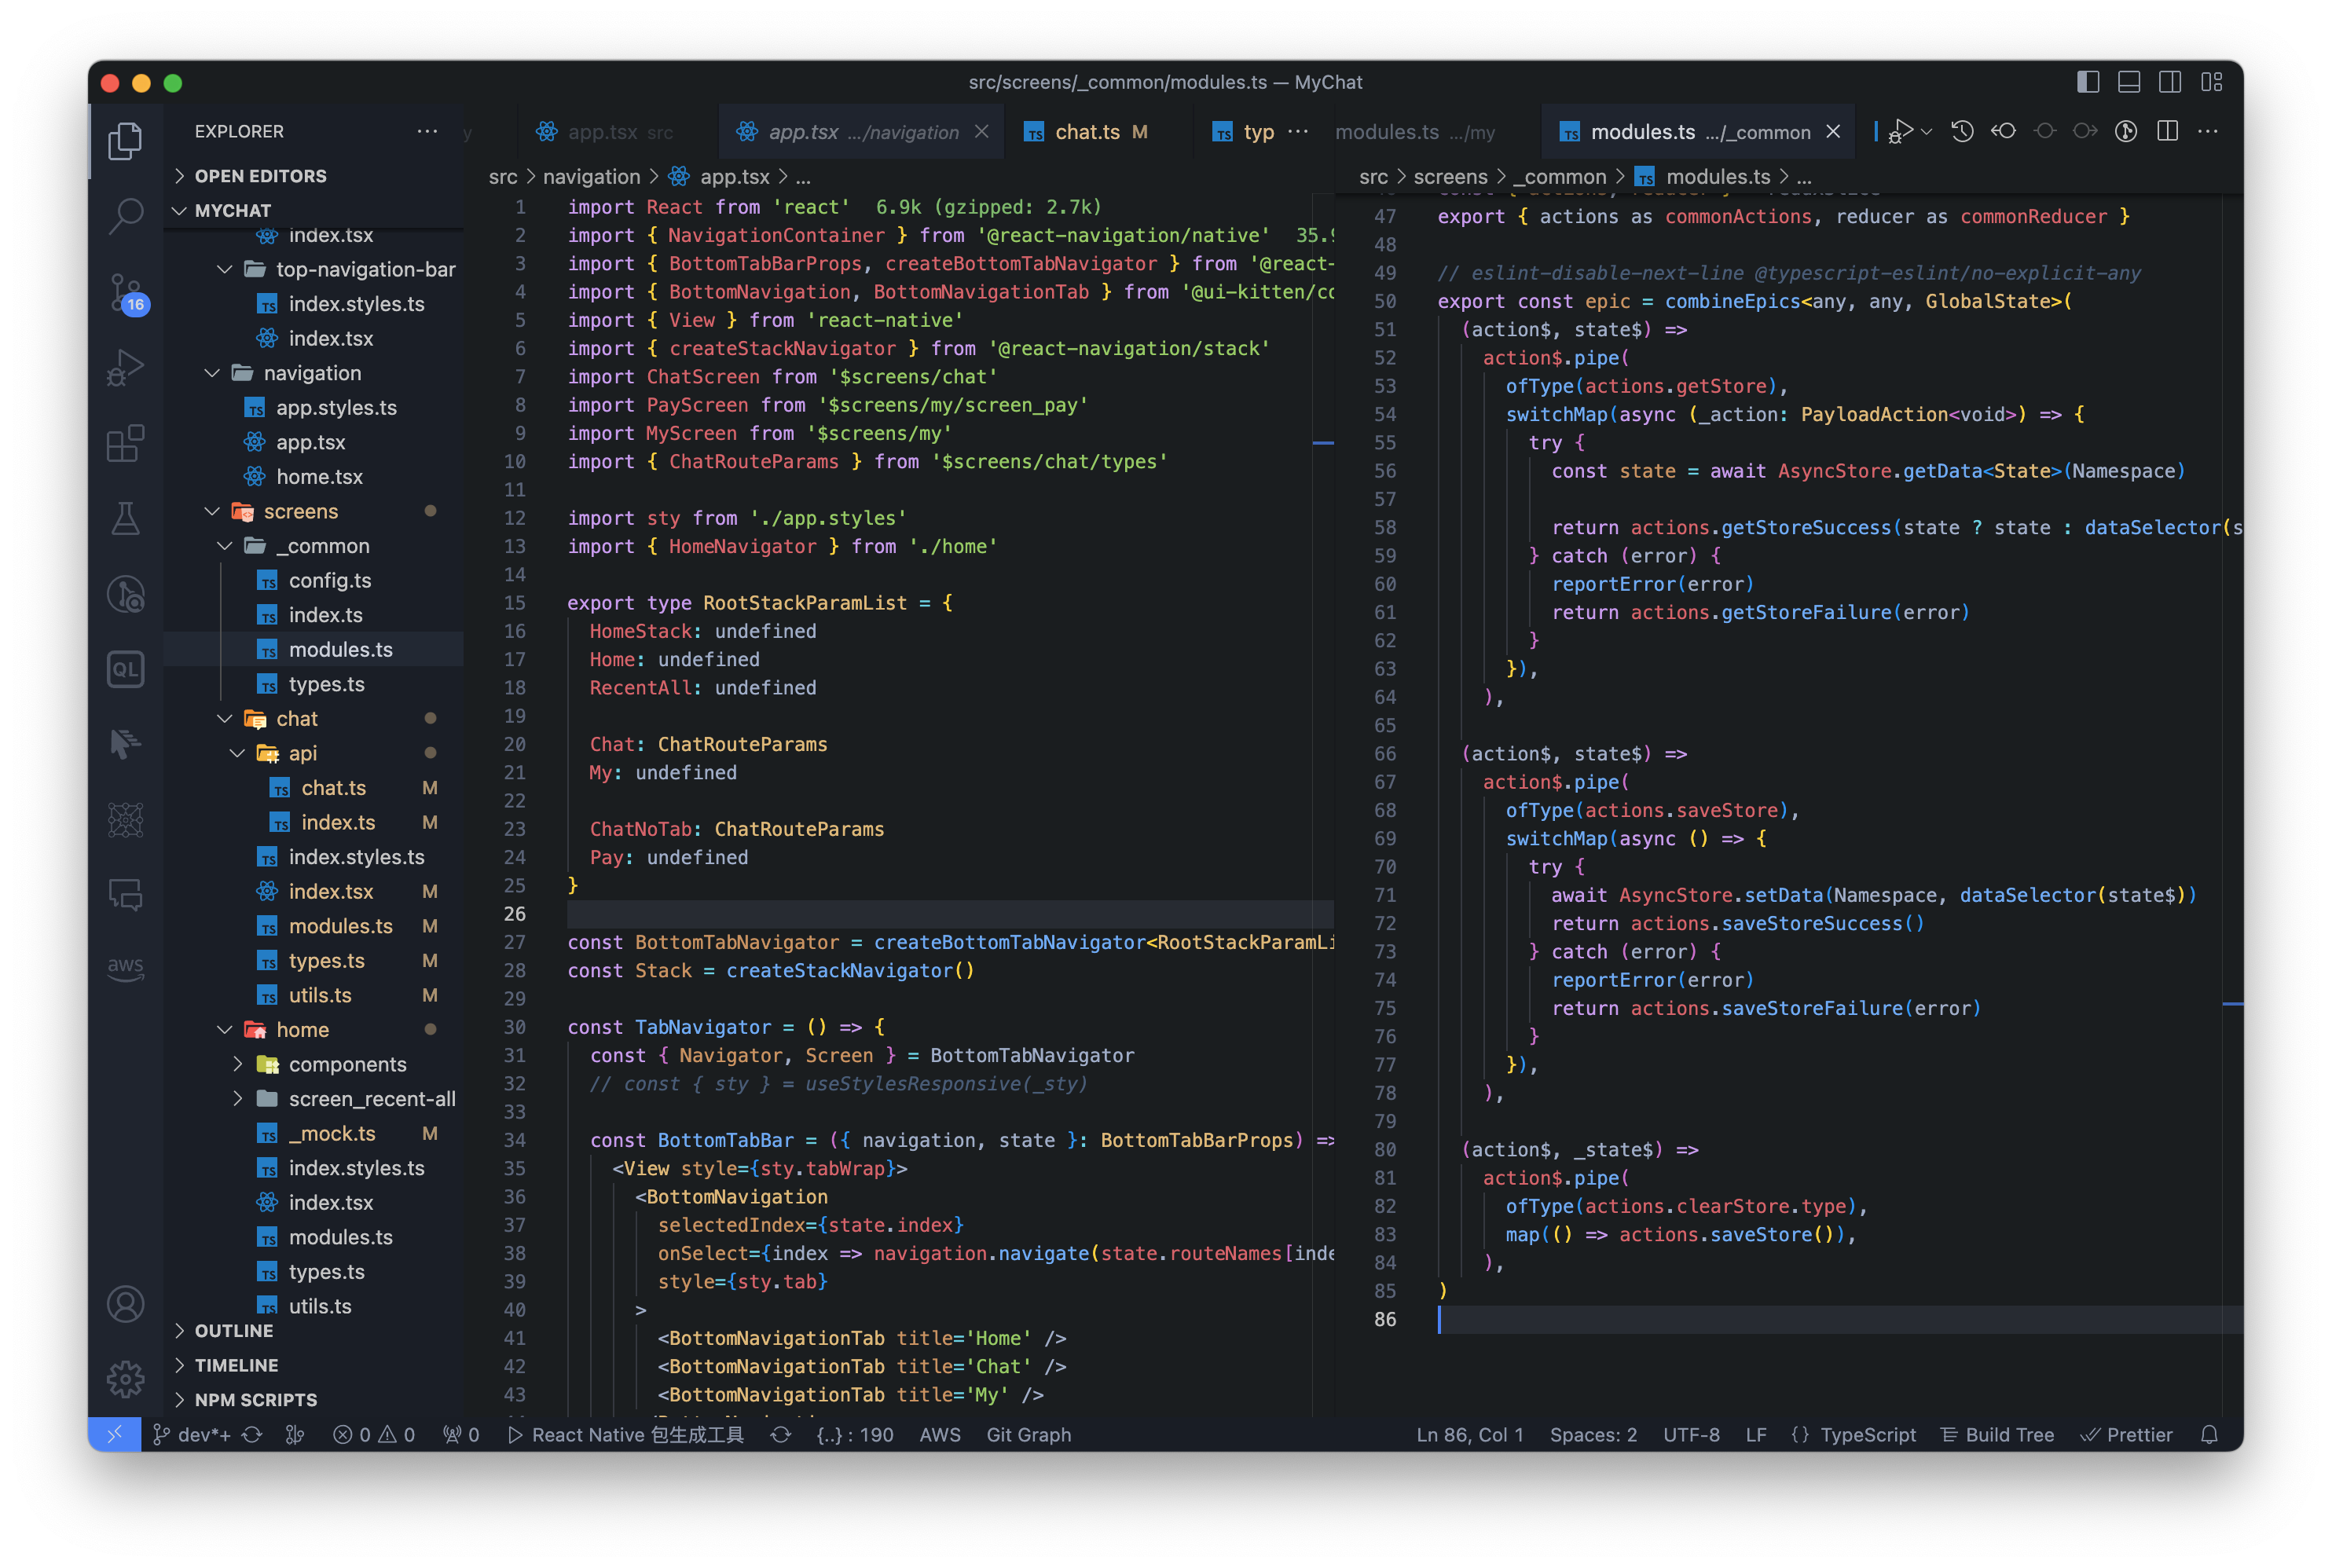 src/screens/_common/modules.ts — MyChat
EXPLORER
OPEN EDITORS
MYCHAT
index.tsx
top-navigation-bar
index.styles.ts
index.tsx
navigation
app.styles.ts
app.tsx
home.tsx
screens
_common
config.ts
index.ts
modules.ts
types.ts
chat
api
chat.ts M
index.ts M
index.styles.ts
index.tsx M
modules.ts M
types.ts M
utils.ts M
home
components
screen_recent-all
_mock.ts M
index.styles.ts
index.tsx
modules.ts
types.ts
utils.ts
OUTLINE
TIMELINE
NPM SCRIPTS
16
QL
aws
y app.tsx src app.tsx .../navigation chat.ts M typ
src > navigation > app.tsx > ...
1 import React from 'react' 6.9k (gzipped: 2.7k)
2 import { NavigationContainer } from '@react-navigation/native' 35.9
3 import { BottomTabBarProps, createBottomTabNavigator } from '@react-
4 import { BottomNavigation, BottomNavigationTab } from '@ui-kitten/co
5 import { View } from 'react-native'
6 import { createStackNavigator } from '@react-navigation/stack'
7 import ChatScreen from '$screens/chat'
8 import PayScreen from '$screens/my/screen_pay'
9 import MyScreen from '$screens/my'
10 import { ChatRouteParams } from '$screens/chat/types'
11
12 import sty from './app.styles'
13 import { HomeNavigator } from './home'
14
15 export type RootStackParamList = {
16 HomeStack: undefined
17 Home: undefined
18 RecentAll: undefined
19
20 Chat: ChatRouteParams
21 My: undefined
22
23 ChatNoTab: ChatRouteParams
24 Pay: undefined
25 }
26
27 const BottomTabNavigator = createBottomTabNavigator<RootStackParamLi
28 const Stack = createStackNavigator()
29
30 const TabNavigator = () => {
31 const { Navigator, Screen } = BottomTabNavigator
32 // const { sty } = useStylesResponsive(_sty)
33
34 const BottomTabBar = ({ navigation, state }: BottomTabBarProps) =>
35 <View style={sty.tabWrap}>
36 <BottomNavigation
37 selectedIndex={state.index}
38 onSelect={index => navigation.navigate(state.routeNames[inde
39 style={sty.tab}
40 >
41 <BottomNavigationTab title='Home' />
42 <BottomNavigationTab title='Chat' />
43 <BottomNavigationTab title='My' />
modules.ts .../my modules.ts .../_common
src > screens > _common > modules.ts > ...
47 export { actions as commonActions, reducer as commonReducer }
48
49 // eslint-disable-next-line @typescript-eslint/no-explicit-any
50 export const epic = combineEpics<any, any, GlobalState>(
51 (action$, state$) =>
52 action$.pipe(
53 ofType(actions.getStore),
54 switchMap(async (_action: PayloadAction<void>) => {
55 try {
56 const state = await AsyncStore.getData<State>(Namespace)
57
58 return actions.getStoreSuccess(state ? state : dataSelector(s
59 } catch (error) {
60 reportError(error)
61 return actions.getStoreFailure(error)
62 }
63 }),
64 ),
65
66 (action$, state$) =>
67 action$.pipe(
68 ofType(actions.saveStore),
69 switchMap(async () => {
70 try {
71 await AsyncStore.setData(Namespace, dataSelector(state$))
72 return actions.saveStoreSuccess()
73 } catch (error) {
74 reportError(error)
75 return actions.saveStoreFailure(error)
76 }
77 }),
78 ),
79
80 (action$, _state$) =>
81 action$.pipe(
82 ofType(actions.clearStore.type),
83 map(() => actions.saveStore()),
84 ),
85 )
86
dev*+ 0 0 0 React Native 包生成工具 {..} : 190 AWS Git Graph Ln 86, Col 1 Spaces: 2 UTF-8 LF {} TypeScript Build Tree Prettier